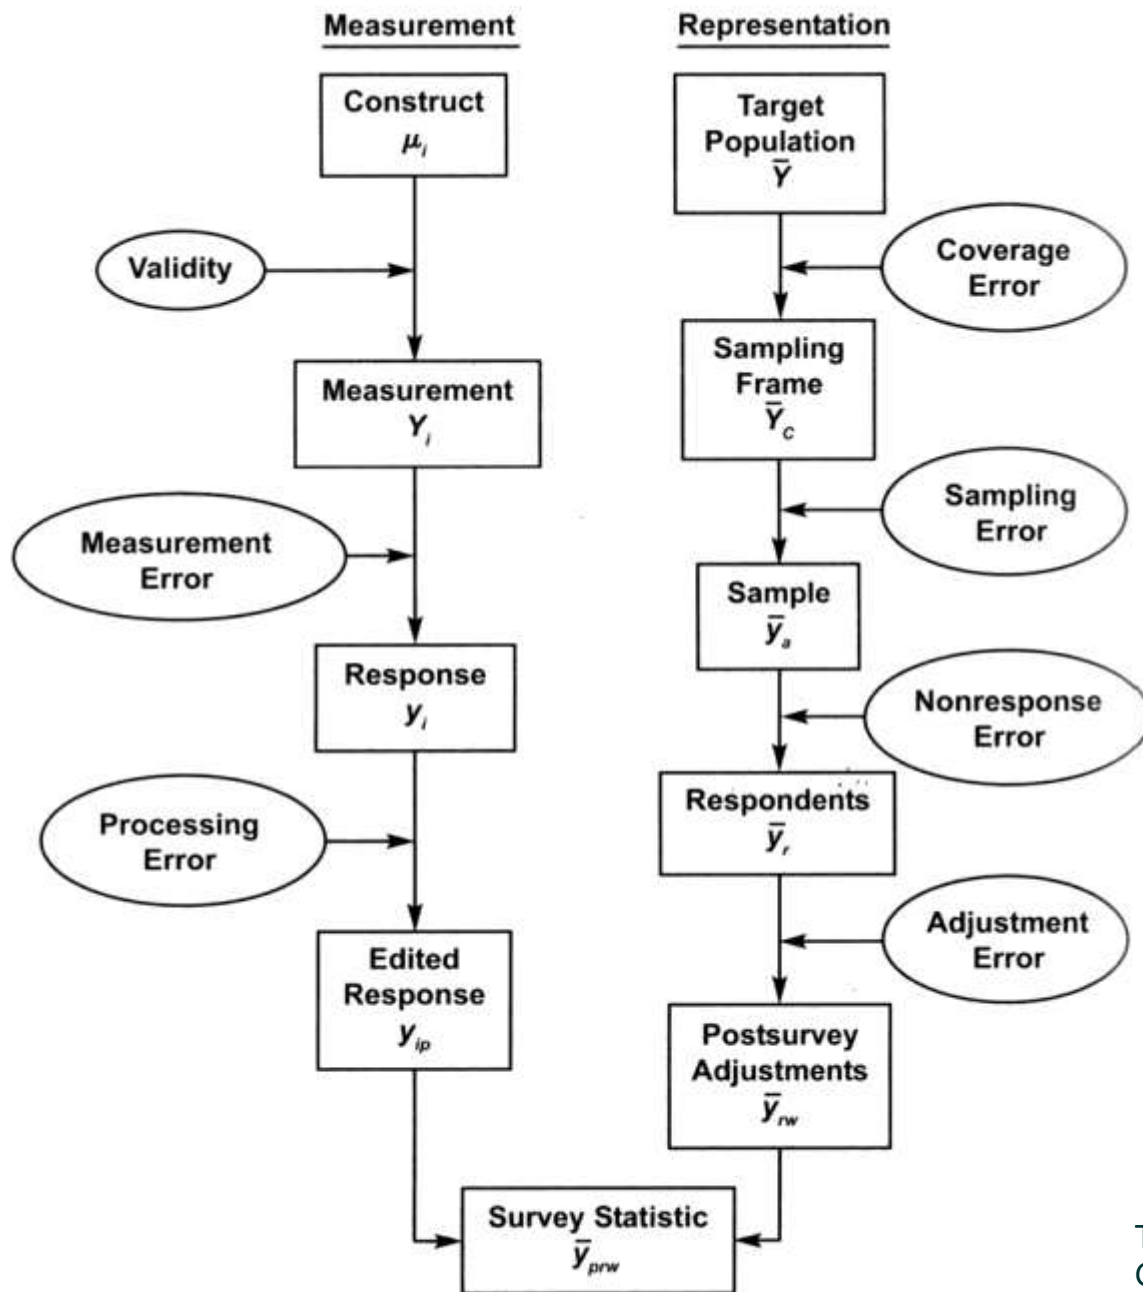 Measurement
Construct
μi
Validity
Measurement
Yi
Measurement
Error
Response
yi
Processing
Error
Edited
Response
yip
Representation
Target
Population
Ȳ
Coverage
Error
Sampling
Frame
ȲC
Sampling
Error
Sample
ȳa
Nonresponse
Error
Respondents
ȳr
Adjustment
Error
Postsurvey
Adjustments
ȳrw
Survey Statistic
ȳprw